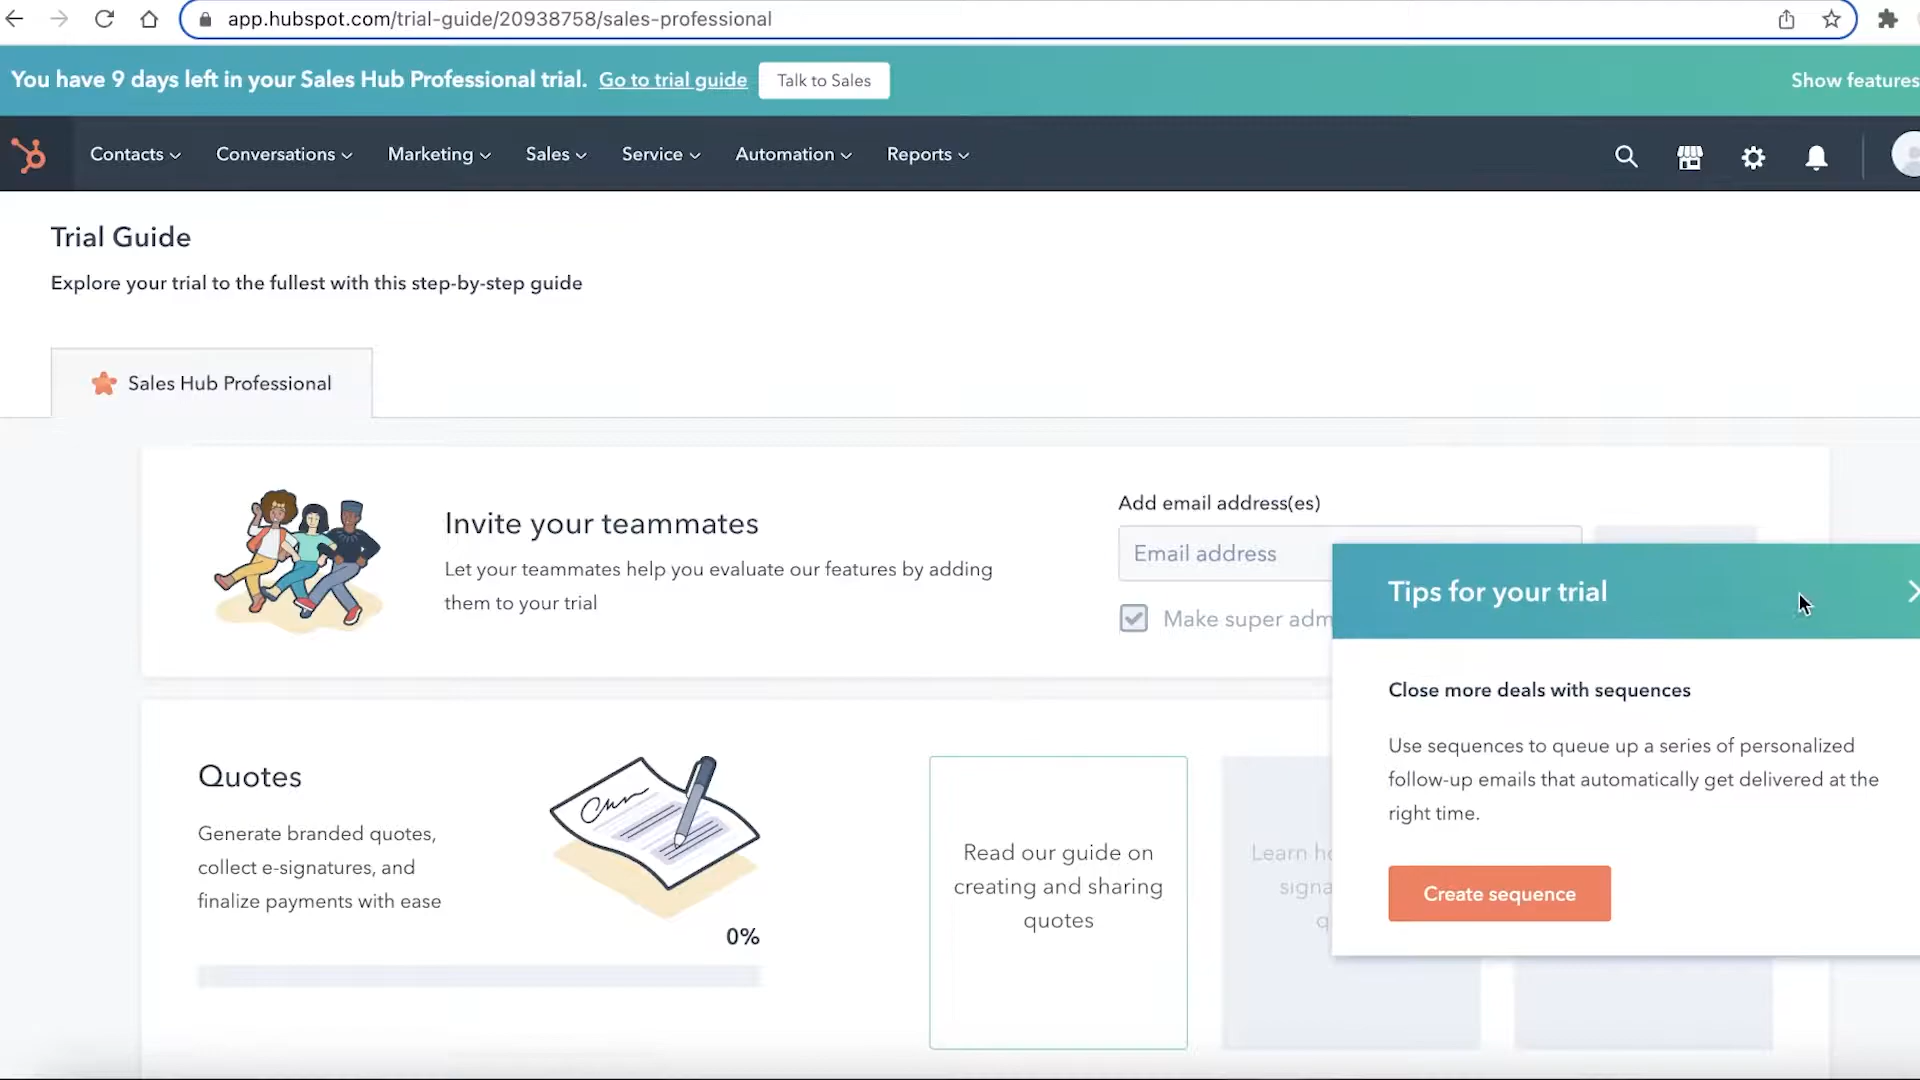 app.hubspot.com/trial-guide/20938758/sales-professional
You have 9 days left in your Sales Hub Professional trial. Go to trial guide Talk to Sales Show features
Contacts Conversations Marketing Sales Service Automation Reports
Trial Guide
Explore your trial to the fullest with this step-by-step guide
Sales Hub Professional
Invite your teammates
Let your teammates help you evaluate our features by adding
them to your trial
Add email address(es)
Email address
Make super adm
Quotes
Generate branded quotes,
collect e-signatures, and
finalize payments with ease
0%
Read our guide on
creating and sharing
quotes
Learn
signa
Tips for your trial
Close more deals with sequences
Use sequences to queue up a series of personalized
follow-up emails that automatically get delivered at the
right time.
Create sequence